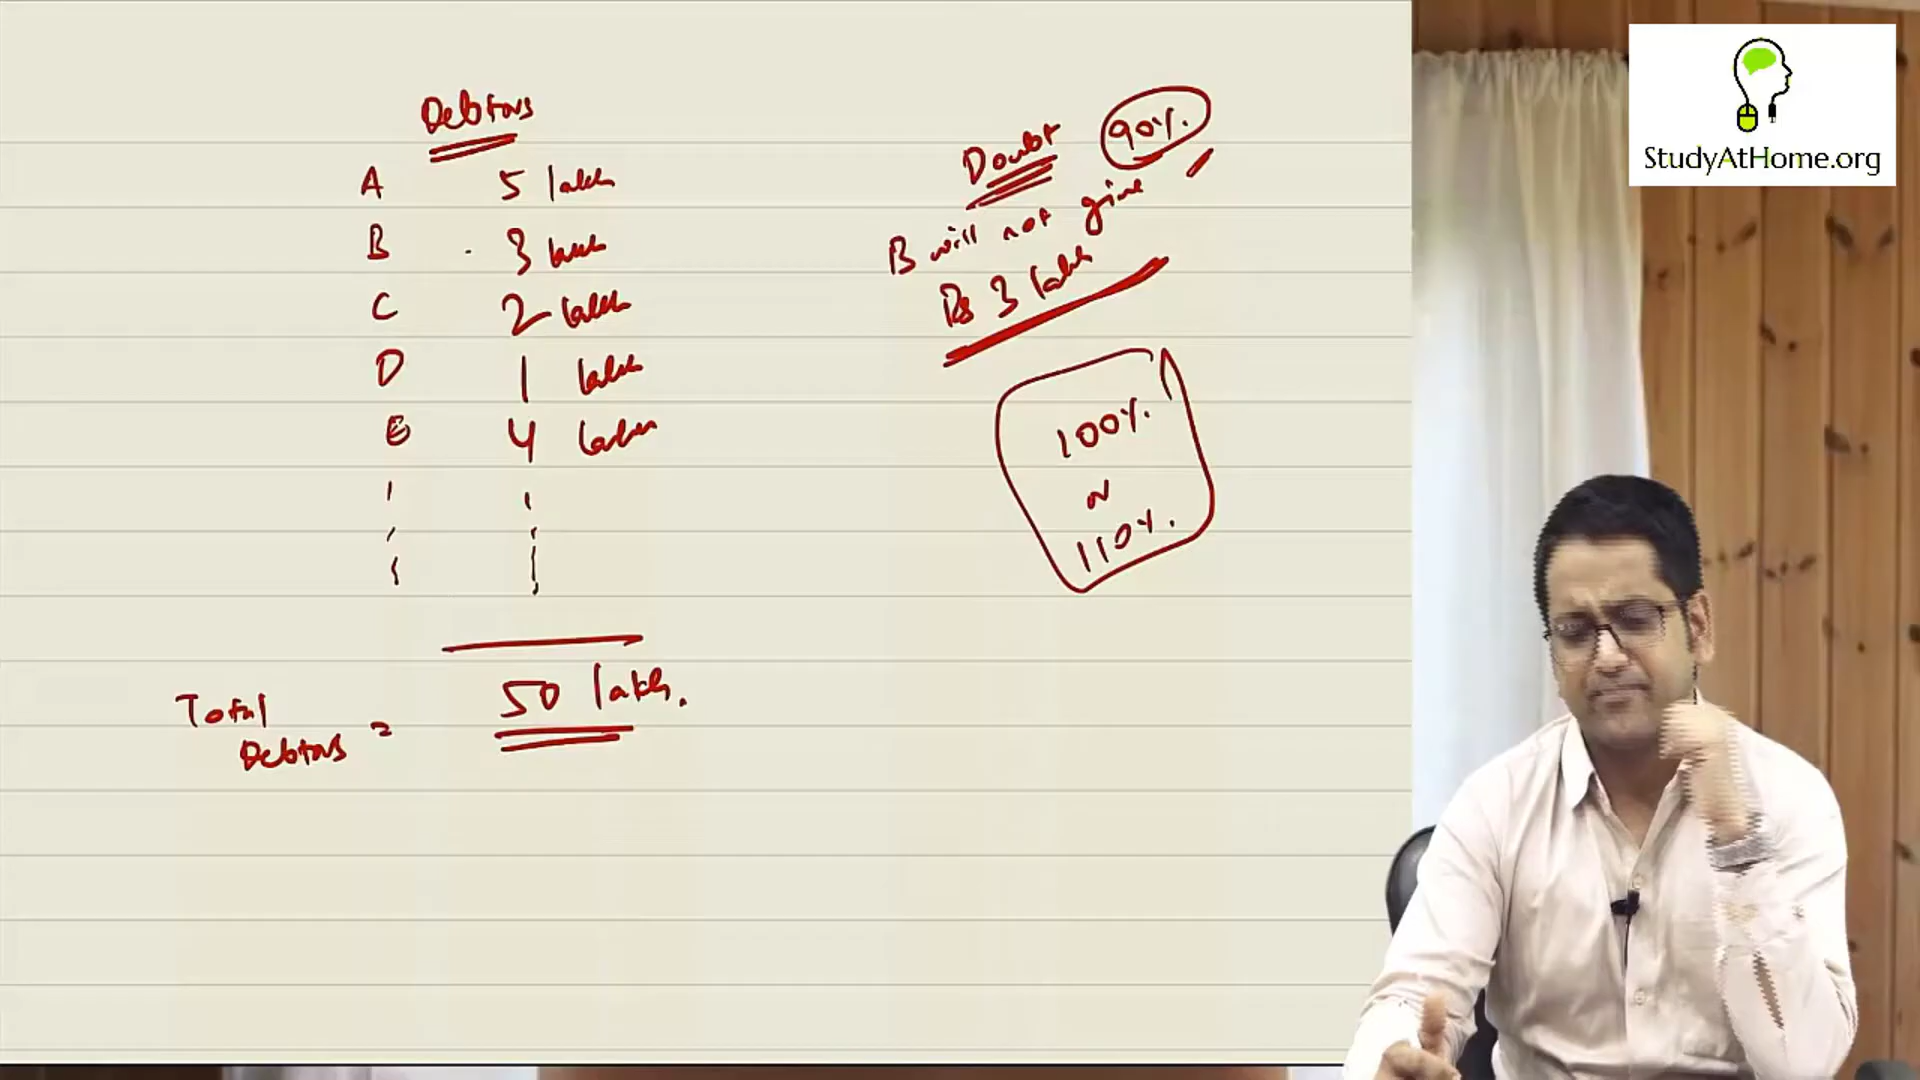 Debtors
A 5 lakh
B 3 lakh
C 2 lakh
D 1 lakh
E 4 lakh
Total Debtors = 50 lakh.
Doubt 90%.
B will not give
Rs 3 lakh
100%.
or
110%.
StudyAtHome.org